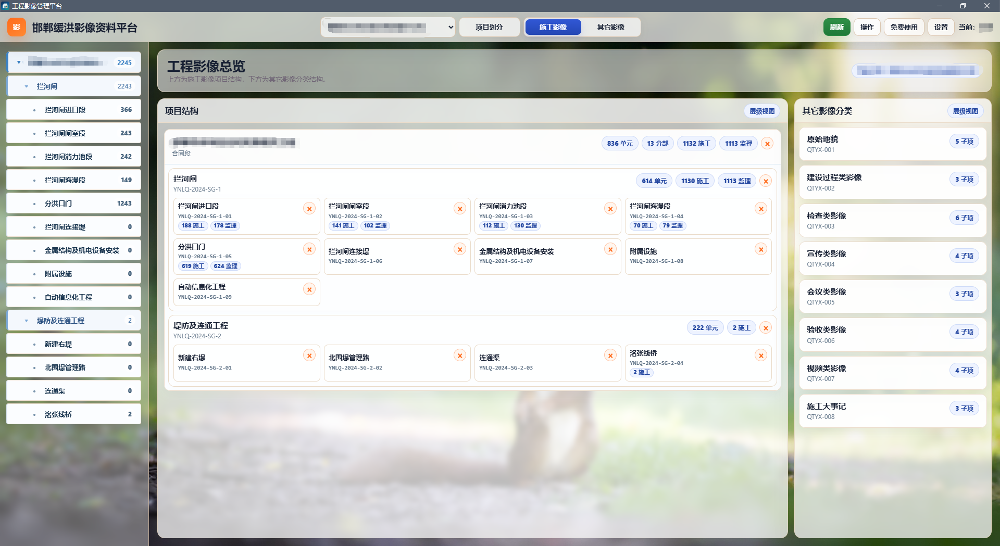 工程影像管理平台
影
邯郸缓洪影像资料平台
项目划分
施工影像
其它影像
刷新
操作
免费使用
设置
当前:
2245
拦河闸 2243
拦河闸进口段 366
拦河闸闸室段 243
拦河闸消力池段 242
拦河闸海漫段 149
分洪口门 1243
拦河闸连接堤 0
金属结构及机电设备安装 0
附属设施 0
自动信息化工程 0
堤防及连通工程 2
新建右堤 0
北围堤管理路 0
连通渠 0
洺张线桥 2
工程影像总览
上方为施工影像项目结构，下方为其它影像分类结构。
项目结构
层级视图
合同段
836 单元
13 分部
1132 施工
1113 监理
拦河闸
YNLQ-2024-SG-1
614 单元
1130 施工
1113 监理
拦河闸进口段
YNLQ-2024-SG-1-01
188 施工
178 监理
拦河闸闸室段
YNLQ-2024-SG-1-02
141 施工
102 监理
拦河闸消力池段
YNLQ-2024-SG-1-03
112 施工
130 监理
拦河闸海漫段
YNLQ-2024-SG-1-04
70 施工
79 监理
分洪口门
YNLQ-2024-SG-1-05
619 施工
624 监理
拦河闸连接堤
YNLQ-2024-SG-1-06
金属结构及机电设备安装
YNLQ-2024-SG-1-07
附属设施
YNLQ-2024-SG-1-08
自动信息化工程
YNLQ-2024-SG-1-09
堤防及连通工程
YNLQ-2024-SG-2
222 单元
2 施工
新建右堤
YNLQ-2024-SG-2-01
北围堤管理路
YNLQ-2024-SG-2-02
连通渠
YNLQ-2024-SG-2-03
洺张线桥
YNLQ-2024-SG-2-04
2 施工
其它影像分类
层级视图
原始地貌
QTYX-001
5 子项
建设过程类影像
QTYX-002
3 子项
检查类影像
QTYX-003
6 子项
宣传类影像
QTYX-004
4 子项
会议类影像
QTYX-005
3 子项
验收类影像
QTYX-006
4 子项
视频类影像
QTYX-007
4 子项
施工大事记
QTYX-008
3 子项